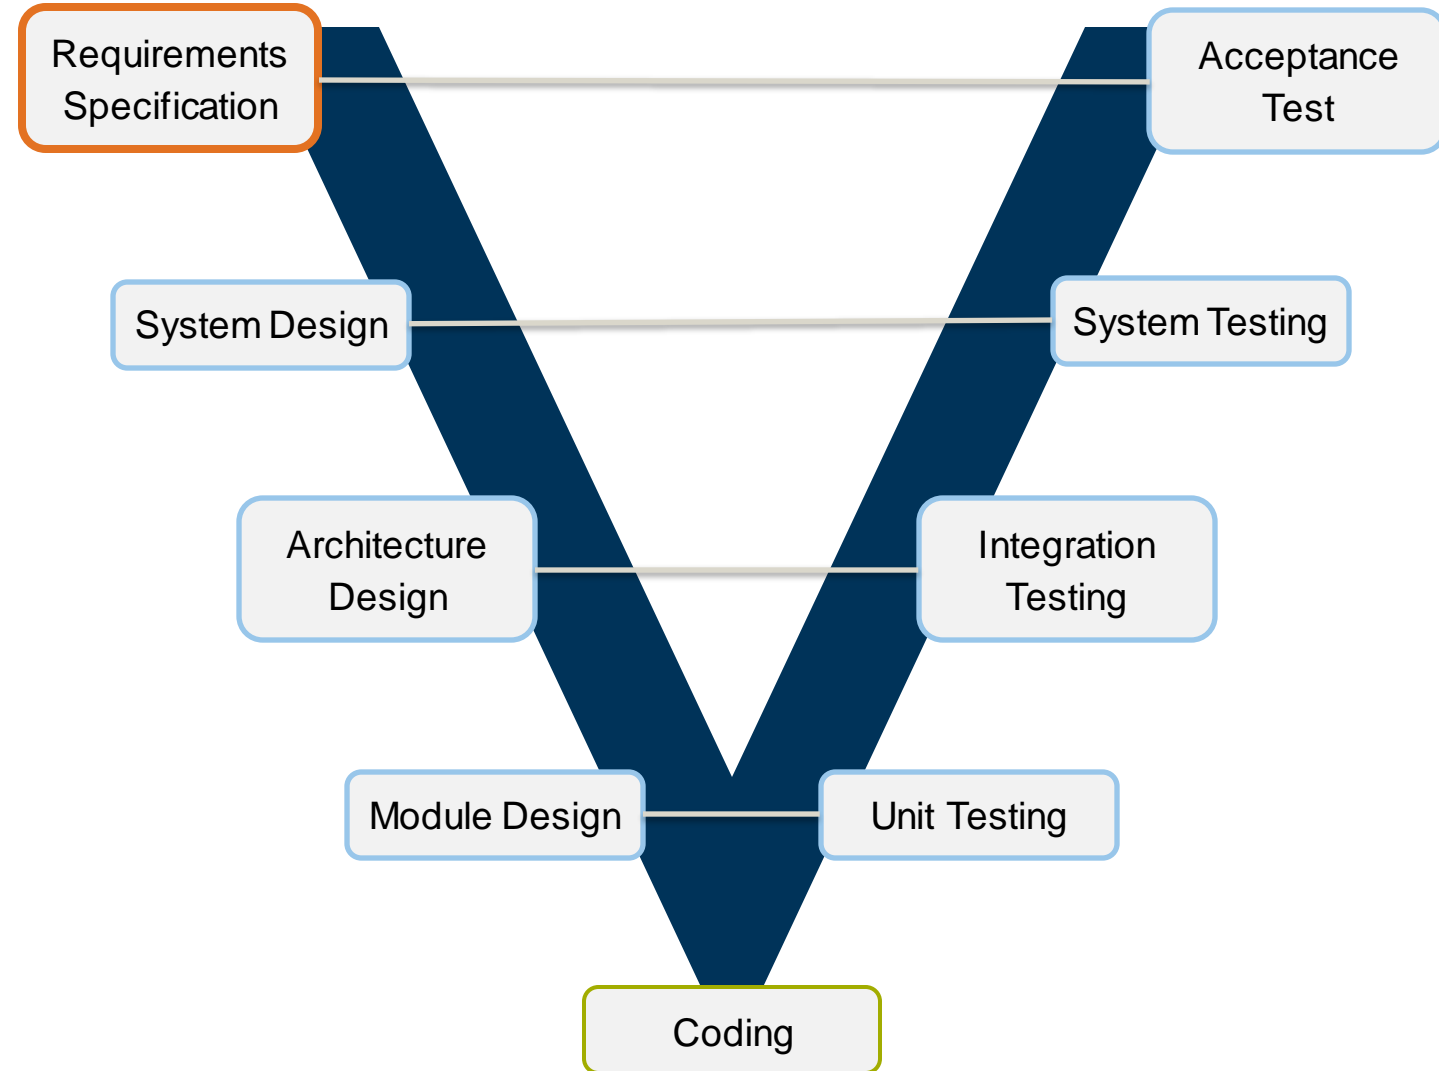 Requirements
Specification
Acceptance
Test
System Design
System Testing
Architecture
Design
Integration
Testing
Module Design
Unit Testing
Coding